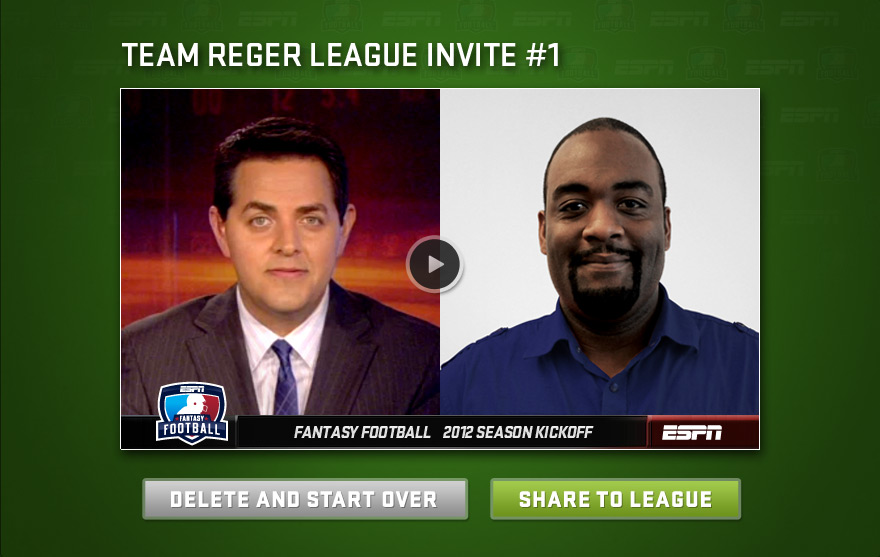 TEAM REGER LEAGUE INVITE #1
ESPN
FANTASY
FOOTBALL
FANTASY FOOTBALL 2012 SEASON KICKOFF
ESPN
DELETE AND START OVER
SHARE TO LEAGUE